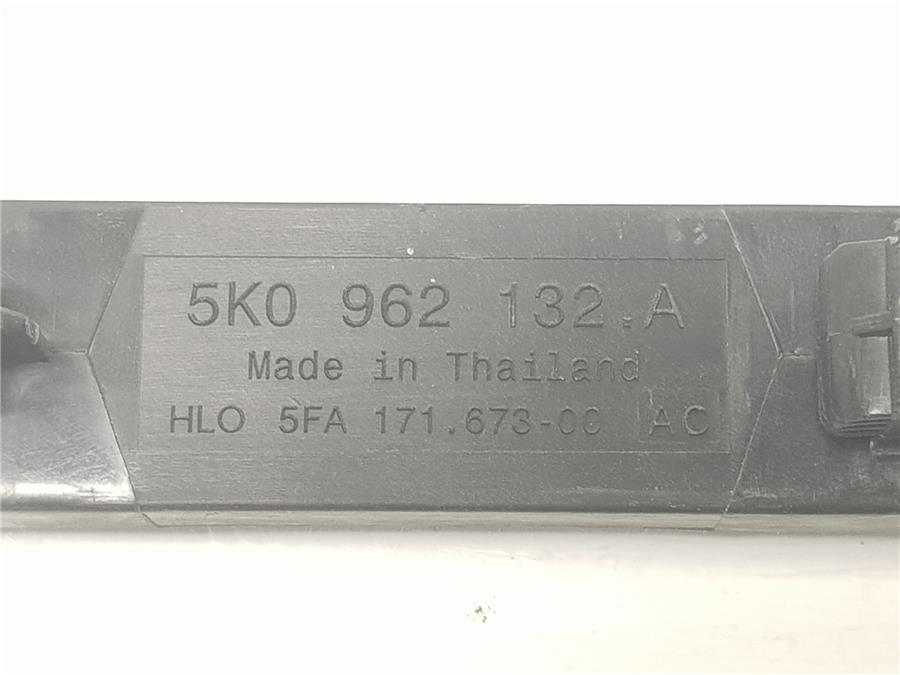 5K0 962 132.A
Made in Thailand
HLO 5FA 171.673-00 AC